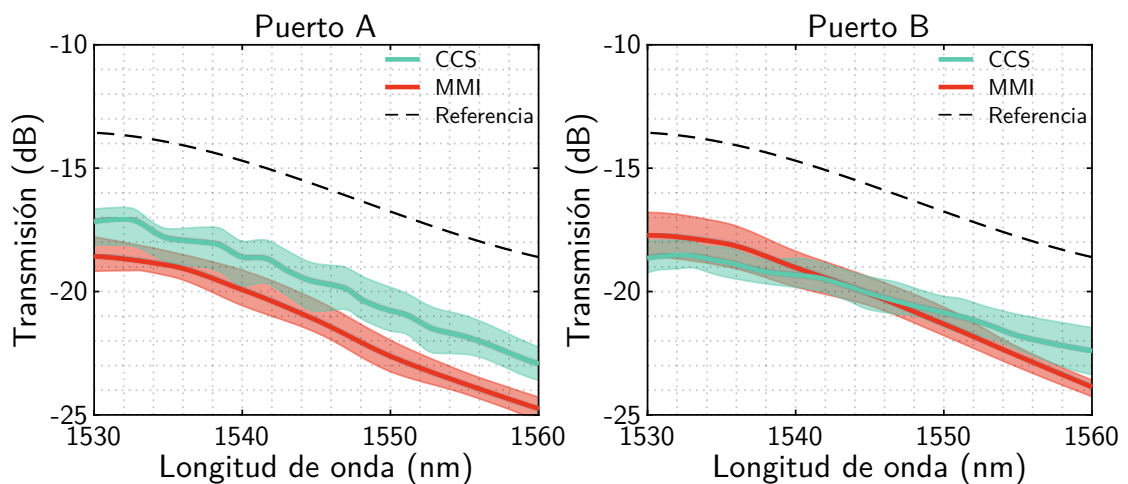 Puerto A
Transmisión (dB)
-10
-15
-20
-25
CCS
MMI
Referencia
1530
1540
1550
1560
Longitud de onda (nm)
Puerto B
Transmisión (dB)
-10
-15
-20
-25
CCS
MMI
Referencia
1530
1540
1550
1560
Longitud de onda (nm)